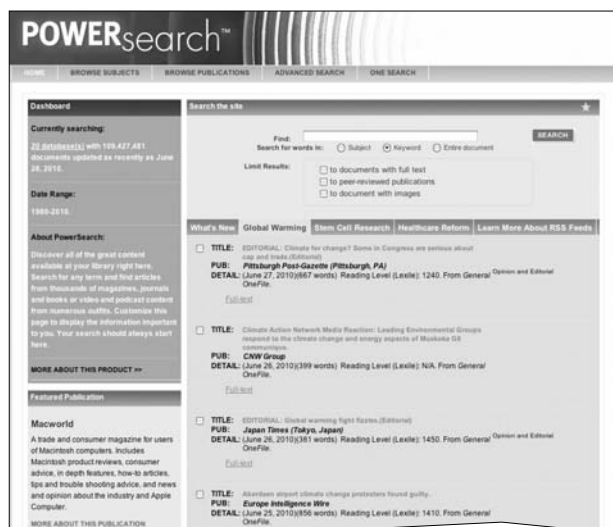 POWERsearch™
HOME BROWSE SUBJECTS BROWSE PUBLICATIONS ADVANCED SEARCH ONE SEARCH
Dashboard
Currently searching:
20 database(s) with 109,427,481
documents updated as recently as June
28, 2010.
Date Range:
1980-2010.
About PowerSearch:
Discover all of the great content
available at your library right here.
Search for any term and find articles
from thousands of magazines, journals
and books or video and podcast content
from numerous outfits. Customize this
page to display the information important
to you. Your search should always start
here.
MORE ABOUT THIS PRODUCT >>
Featured Publication
Macworld
A trade and consumer magazine for users
of Macintosh computers. Includes
Macintosh product reviews, consumer
advice, in depth features, how-to articles,
tips and trouble shooting advice, and news
and opinion about the industry and Apple
Computer.
MORE ABOUT THIS PUBLICATION
Search the site
Find: SEARCH
Search for words in: Subject Keyword Entire document
Limit Results: to documents with full text
to peer-reviewed publications
to document with images
What's New Global Warming Stem Cell Research Healthcare Reform Learn More About RSS Feeds
TITLE: EDITORIAL: Climate for change? Some in Congress are serious about
cap and trade.(Editorial)
PUB: Pittsburgh Post-Gazette (Pittsburgh, PA)
DETAIL: (June 27, 2010)(667 words) Reading Level (Lexile): 1240. From General Opinion and Editorial
OneFile.
Full-text
TITLE: Climate Action Network Media Reaction: Leading Environmental Groups
respond to the climate change and energy aspects of Muskoka G8
communique.
PUB: CNW Group
DETAIL: (June 26, 2010)(399 words) Reading Level (Lexile): N/A. From General
OneFile.
Full-text
TITLE: EDITORIAL: Global warming fight fizzles.(Editorial)
PUB: Japan Times (Tokyo, Japan)
DETAIL: (June 26, 2010)(381 words) Reading Level (Lexile): 1450. From General Opinion and Editorial
OneFile.
Full-text
TITLE: Aberdeen airport climate change protesters found guilty.
PUB: Europe Intelligence Wire
DETAIL: (June 25, 2010)(856 words) Reading Level (Lexile): 1410. From General
OneFile.